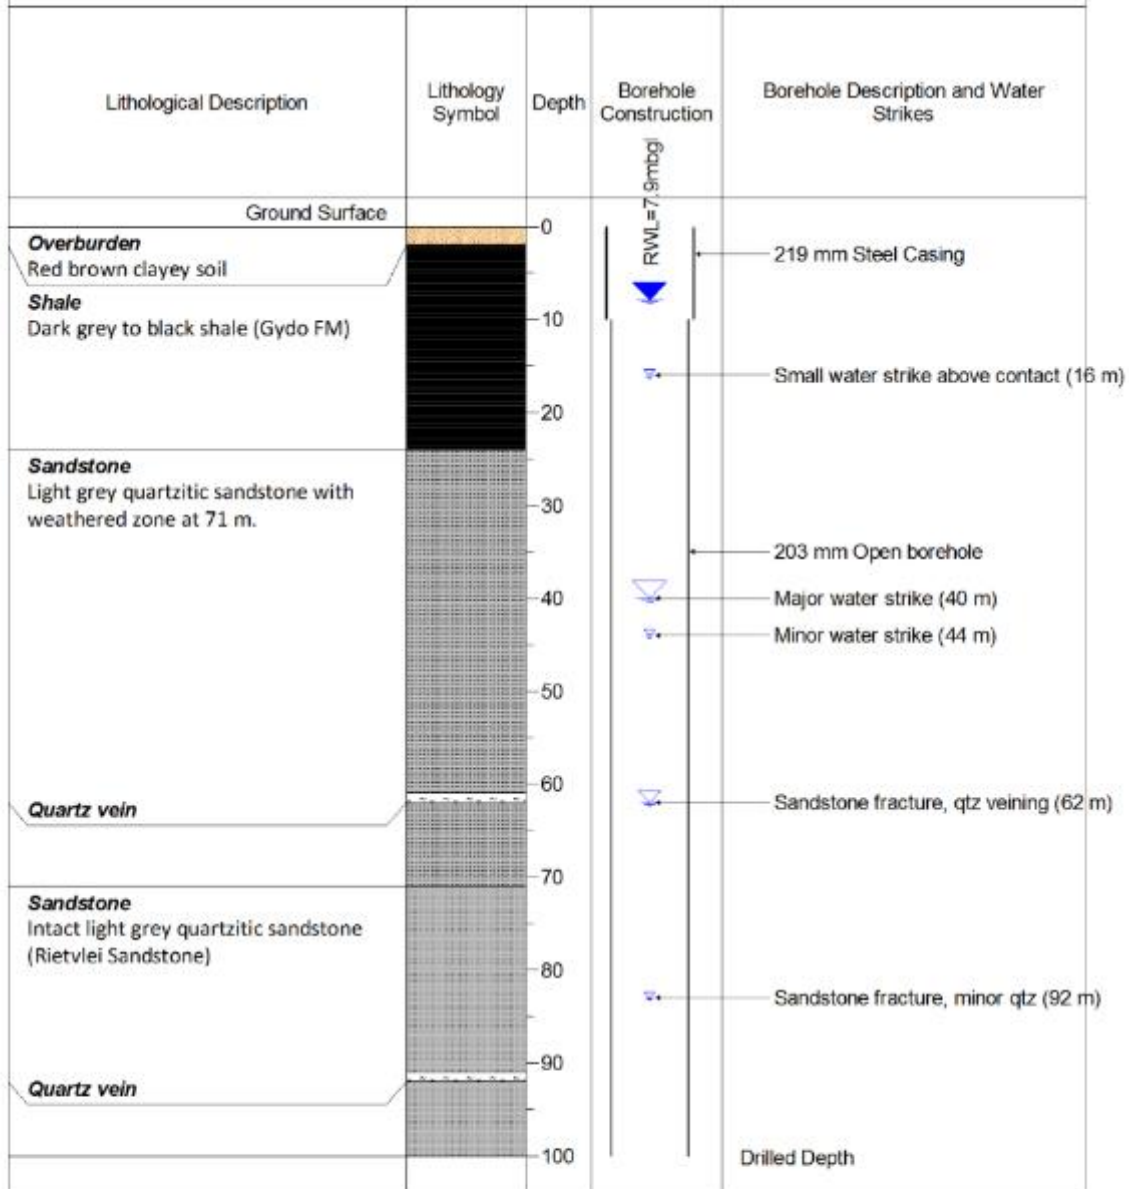 Lithological Description
Lithology
Symbol
Depth
Borehole
Construction
Borehole Description and Water
Strikes
RWL=7.9mbgl
Ground Surface
0
Overburden
Red brown clayey soil
219 mm Steel Casing
Shale
Dark grey to black shale (Gydo FM)
10
Small water strike above contact (16 m)
20
Sandstone
Light grey quartzitic sandstone with
weathered zone at 71 m.
30
203 mm Open borehole
40
Major water strike (40 m)
Minor water strike (44 m)
50
60
Quartz vein
Sandstone fracture, qtz veining (62 m)
70
Sandstone
Intact light grey quartzitic sandstone
(Rietvlei Sandstone)
80
Sandstone fracture, minor qtz (92 m)
90
Quartz vein
100
Drilled Depth